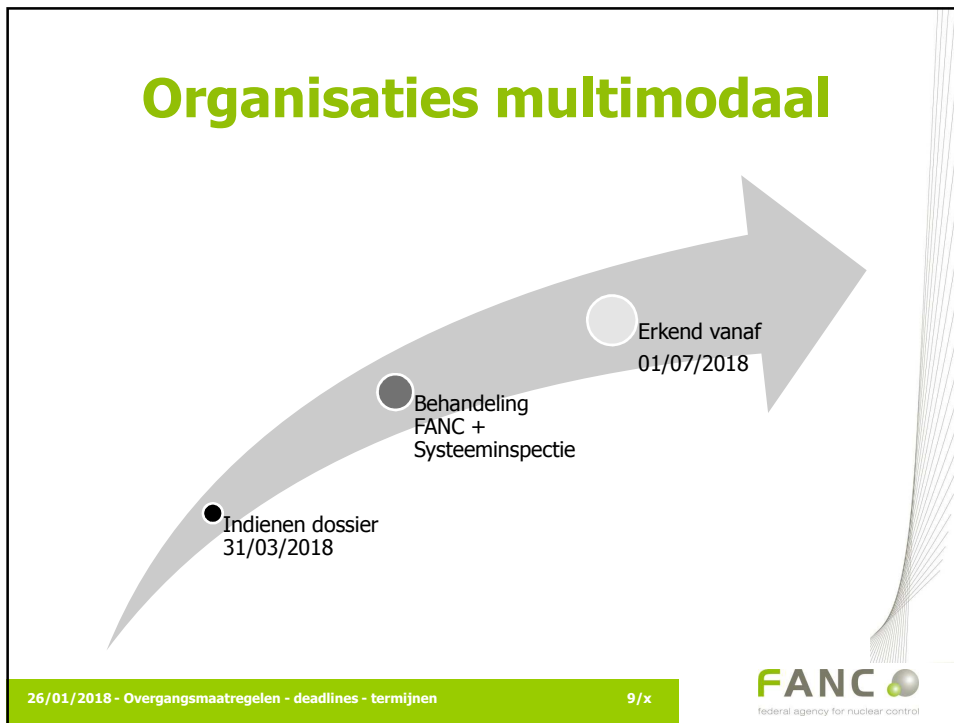 Organisaties multimodaal
Erkend vanaf
01/07/2018
Behandeling
FANC +
Systeeminspectie
Indienen dossier
31/03/2018
26/01/2018 - Overgangsmaatregelen - deadlines - termijnen 9/x
FANC
federal agency for nuclear control